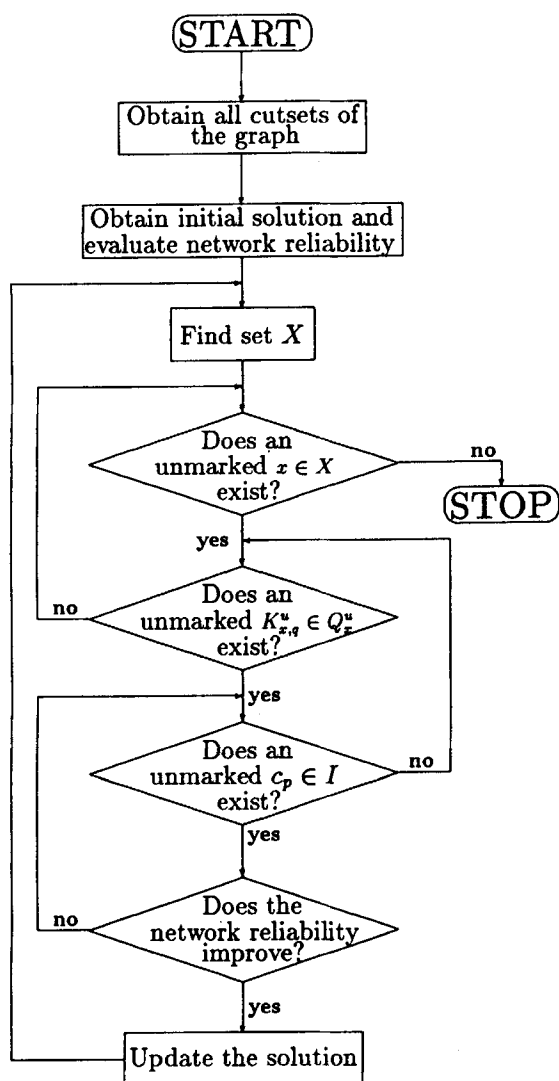 START
Obtain all cutsets of
the graph
Obtain initial solution and
evaluate network reliability
Find set X
Does an
unmarked x ∈ X
exist?
no
STOP
yes
Does an
unmarked K^u_{x,q} ∈ Q^u_x
exist?
no
yes
Does an
unmarked c_p ∈ I
exist?
no
yes
Does the
network reliability
improve?
no
yes
Update the solution